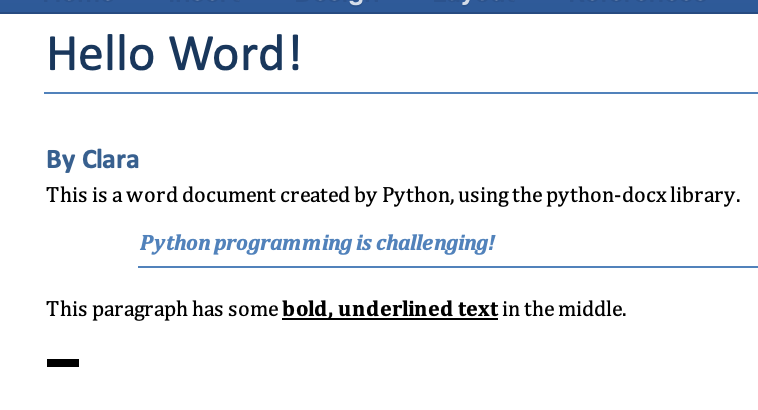 Hello Word!
By Clara
This is a word document created by Python, using the python-docx library.
Python programming is challenging!
This paragraph has some bold, underlined text in the middle.